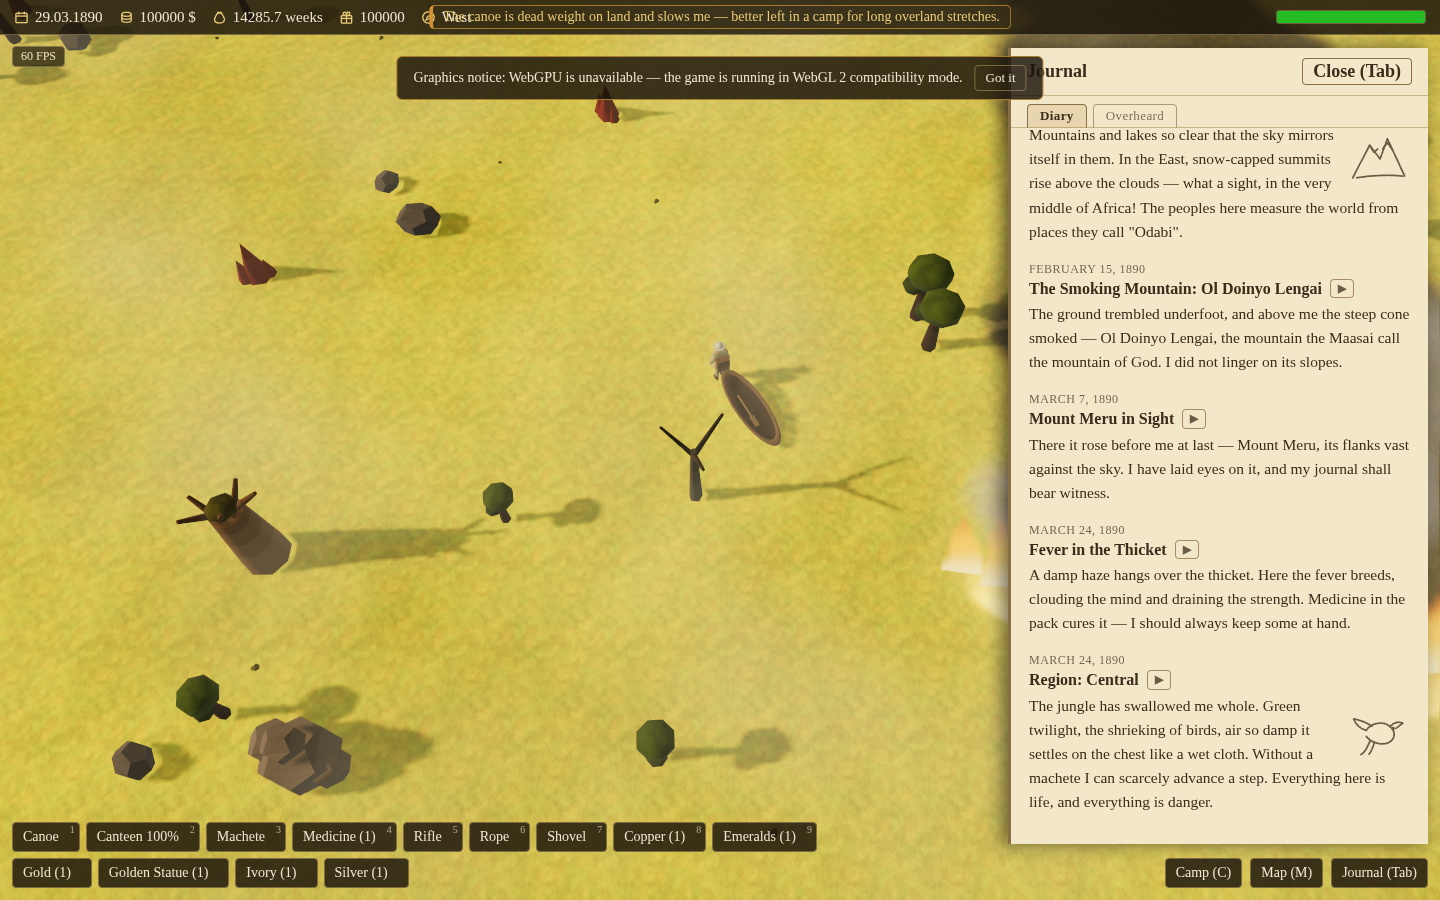 29.03.1890 100000 $ 14285.7 weeks 100000 West
The canoe is dead weight on land and slows me — better left in a camp for long overland stretches.
60 FPS
Graphics notice: WebGPU is unavailable — the game is running in WebGL 2 compatibility mode. Got it
Journal Close (Tab)
Diary Overheard
Mountains and lakes so clear that the sky mirrors
itself in them. In the East, snow-capped summits
rise above the clouds — what a sight, in the very
middle of Africa! The peoples here measure the world from
places they call "Odabi".
FEBRUARY 15, 1890
The Smoking Mountain: Ol Doinyo Lengai
The ground trembled underfoot, and above me the steep cone
smoked — Ol Doinyo Lengai, the mountain the Maasai call
the mountain of God. I did not linger on its slopes.
MARCH 7, 1890
Mount Meru in Sight
There it rose before me at last — Mount Meru, its flanks vast
against the sky. I have laid eyes on it, and my journal shall
bear witness.
MARCH 24, 1890
Fever in the Thicket
A damp haze hangs over the thicket. Here the fever breeds,
clouding the mind and draining the strength. Medicine in the
pack cures it — I should always keep some at hand.
MARCH 24, 1890
Region: Central
The jungle has swallowed me whole. Green
twilight, the shrieking of birds, air so damp it
settles on the chest like a wet cloth. Without a
machete I can scarcely advance a step. Everything here is
life, and everything is danger.
Canoe 1 Canteen 100% 2 Machete 3 Medicine (1) 4 Rifle 5 Rope 6 Shovel 7 Copper (1) 8 Emeralds (1) 9
Gold (1) Golden Statue (1) Ivory (1) Silver (1)
Camp (C) Map (M) Journal (Tab)